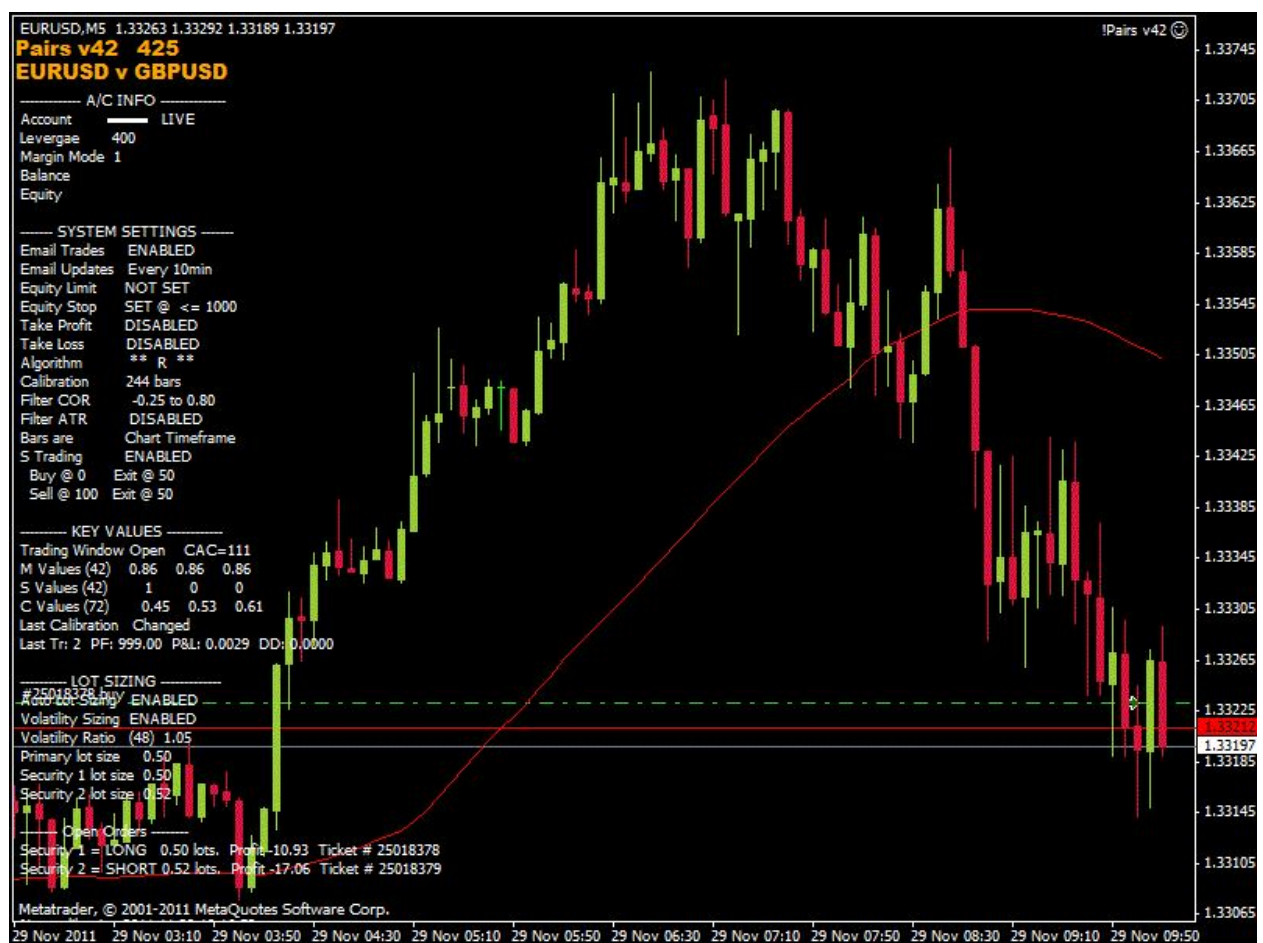 EURUSD,M5 1.33263 1.33292 1.33189 1.33197
!Pairs v42
Pairs v42 425
EURUSD v GBPUSD
------------ A/C INFO -------------
Account LIVE
Levergae 400
Margin Mode 1
Balance
Equity
------ SYSTEM SETTINGS ------
Email Trades ENABLED
Email Updates Every 10min
Equity Limit NOT SET
Equity Stop SET @ <= 1000
Take Profit DISABLED
Take Loss DISABLED
Algorithm ** R **
Calibration 244 bars
Filter COR -0.25 to 0.80
Filter ATR DISABLED
Bars are Chart Timeframe
S Trading ENABLED
Buy @ 0 Exit @ 50
Sell @ 100 Exit @ 50
--------- KEY VALUES -----------
Trading Window Open CAC=111
M Values (42) 0.86 0.86 0.86
S Values (42) 1 0 0
C Values (72) 0.45 0.53 0.61
Last Calibration Changed
Last Tr: 2 PF: 999.00 P&L: 0.0029 DD: 0.0000
--------- LOT SIZING ------------
#25018378 buy
Auto Lot Sizing ENABLED
Volatility Sizing ENABLED
Volatility Ratio (48) 1.05
Primary lot size 0.50
Security 1 lot size 0.50
Security 2 lot size 0.52
------- Open Orders -------
Security 1 = LONG 0.50 lots. Profit -10.93 Ticket # 25018378
Security 2 = SHORT 0.52 lots. Profit -17.06 Ticket # 25018379
Metatrader, © 2001-2011 MetaQuotes Software Corp.
1.33745
1.33705
1.33665
1.33625
1.33585
1.33545
1.33505
1.33465
1.33425
1.33385
1.33345
1.33305
1.33265
1.33225
1.33212
1.33197
1.33185
1.33145
1.33105
1.33065
29 Nov 2011 29 Nov 03:10 29 Nov 03:50 29 Nov 04:30 29 Nov 05:10 29 Nov 05:50 29 Nov 06:30 29 Nov 07:10 29 Nov 07:50 29 Nov 08:30 29 Nov 09:10 29 Nov 09:50